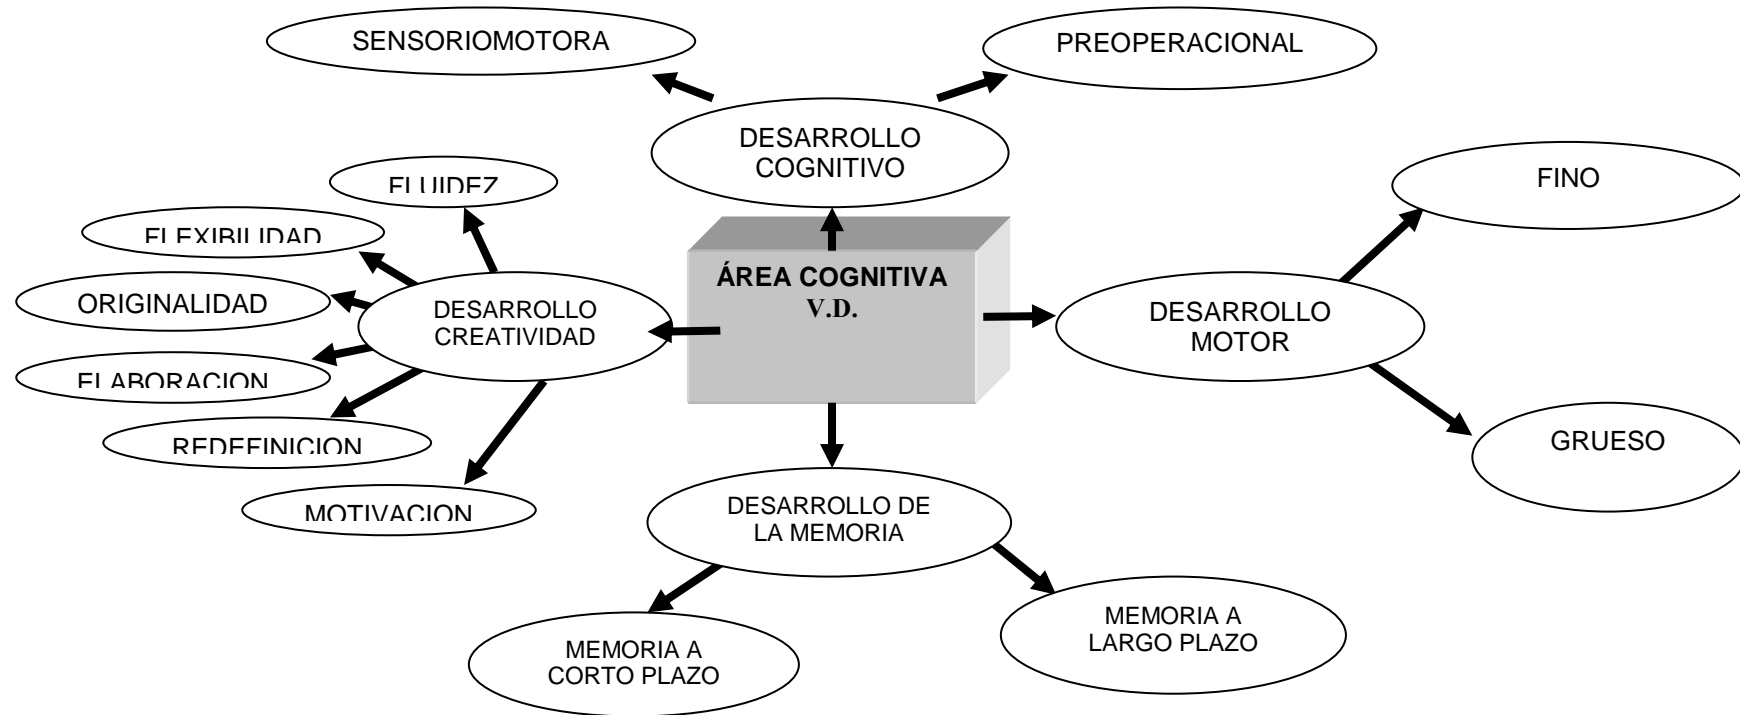 SENSORIOMOTORA
PREOPERACIONAL
DESARROLLO
COGNITIVO
FINO
FLUIDEZ
FLEXIBILIDAD
ORIGINALIDAD
ELABORACION
REDEFINICION
MOTIVACION
DESARROLLO
CREATIVIDAD
ÁREA COGNITIVA
V.D.
DESARROLLO
MOTOR
GRUESO
DESARROLLO DE
LA MEMORIA
MEMORIA A
CORTO PLAZO
MEMORIA A
LARGO PLAZO